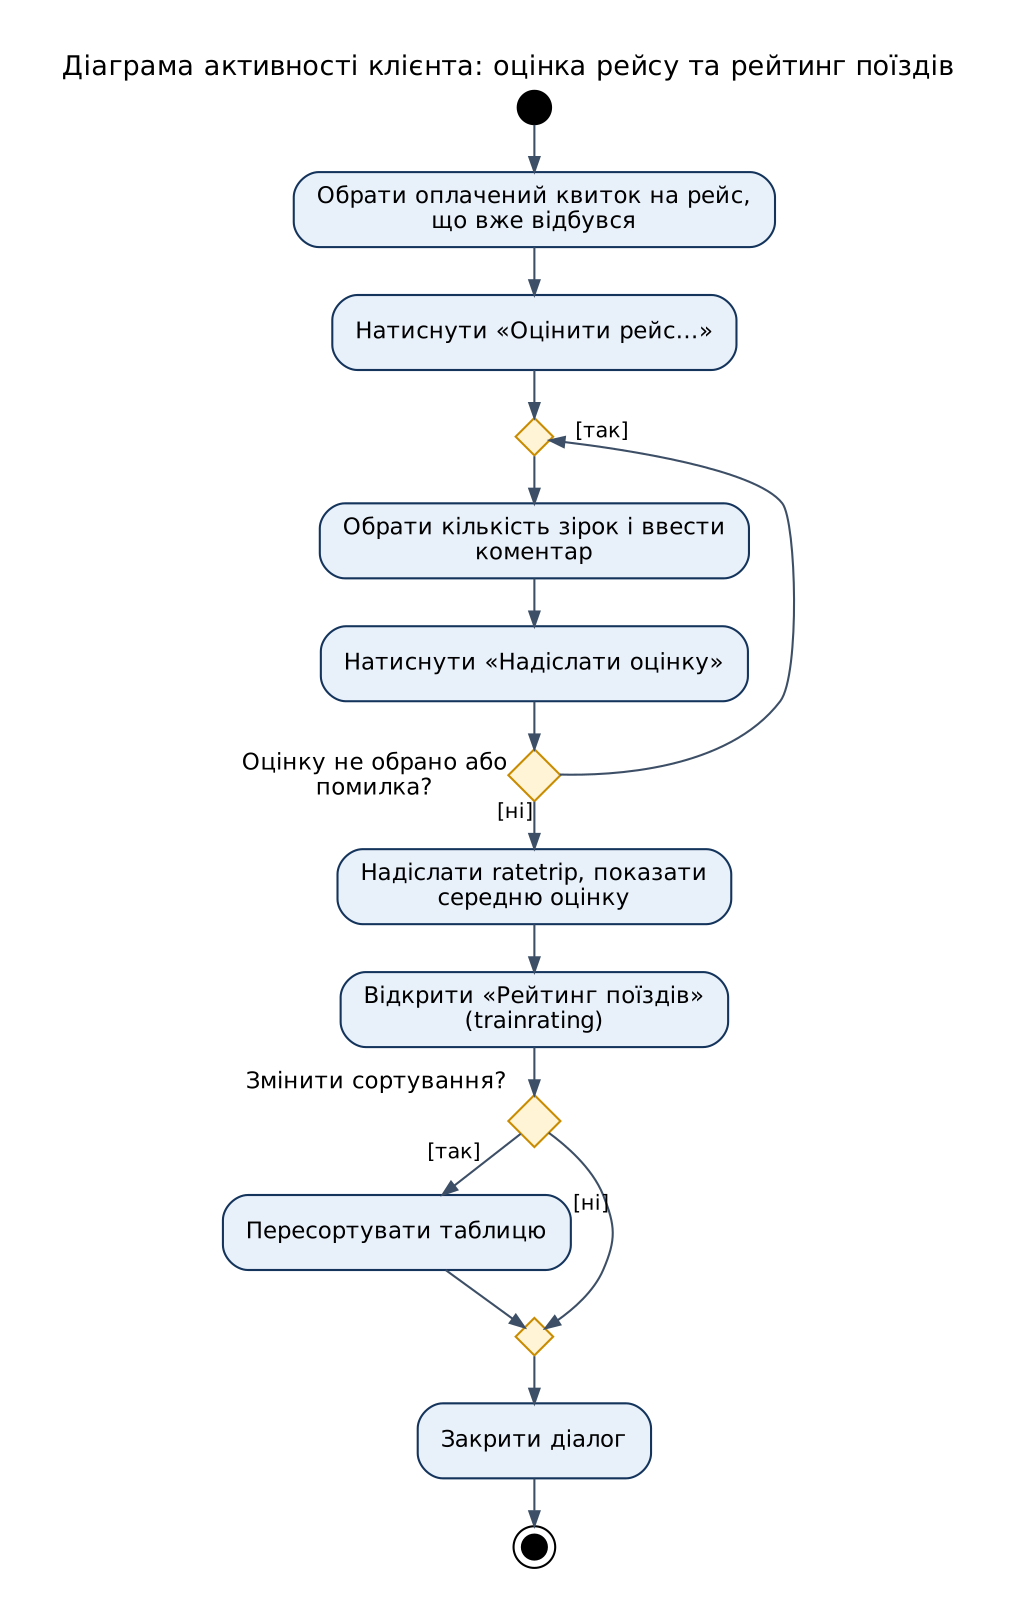 Діаграма активності клієнта: оцінка рейсу та рейтинг поїздів
Обрати оплачений квиток на рейс,
що вже відбувся
Натиснути «Оцінити рейс...»
[так]
Обрати кількість зірок і ввести
коментар
Натиснути «Надіслати оцінку»
Оцінку не обрано або
помилка?
[ні]
Надіслати ratetrip, показати
середню оцінку
Відкрити «Рейтинг поїздів»
(trainrating)
Змінити сортування?
[так]
[ні]
Пересортувати таблицю
Закрити діалог